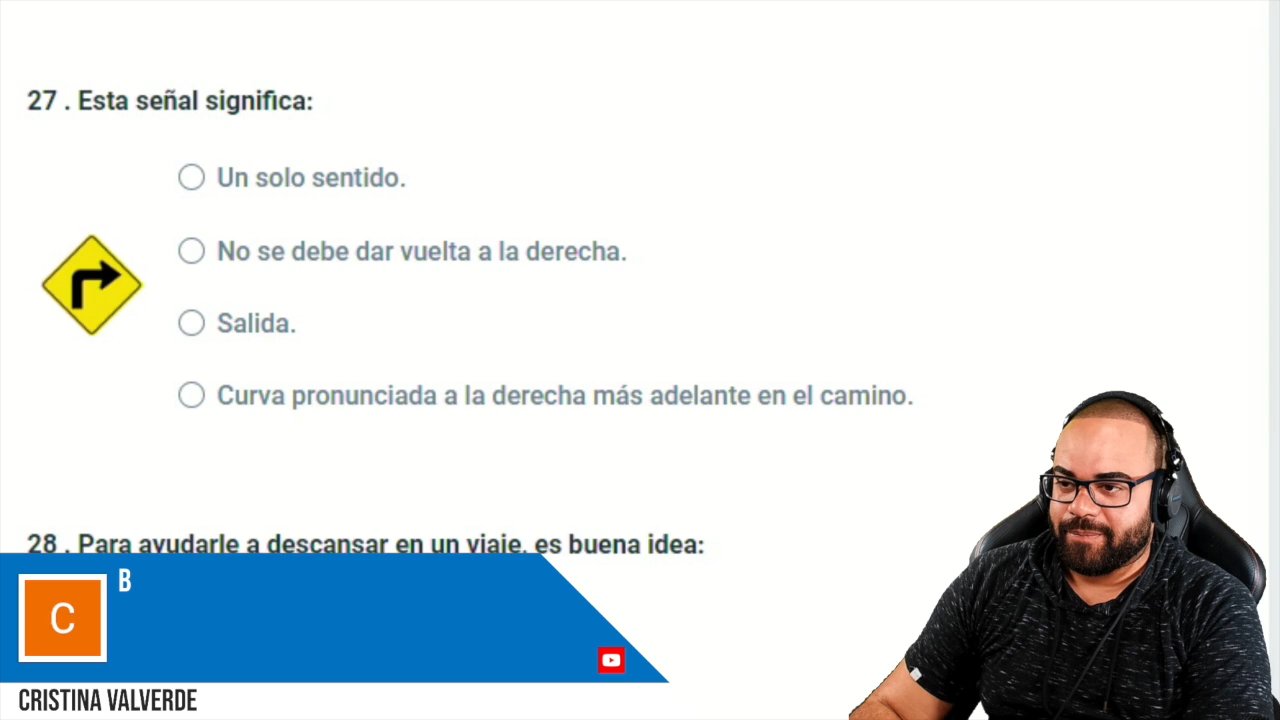 27 . Esta señal significa:
Un solo sentido.
No se debe dar vuelta a la derecha.
Salida.
Curva pronunciada a la derecha más adelante en el camino.
28 . Para ayudarle a descansar en un viaje, es buena idea:
B
C
CRISTINA VALVERDE